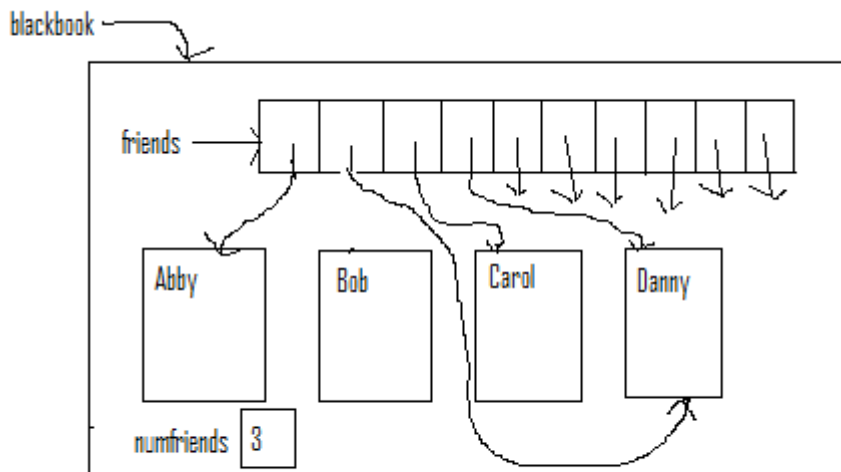 blackbook
friends
Abby
Bob
Carol
Danny
numfriends 3